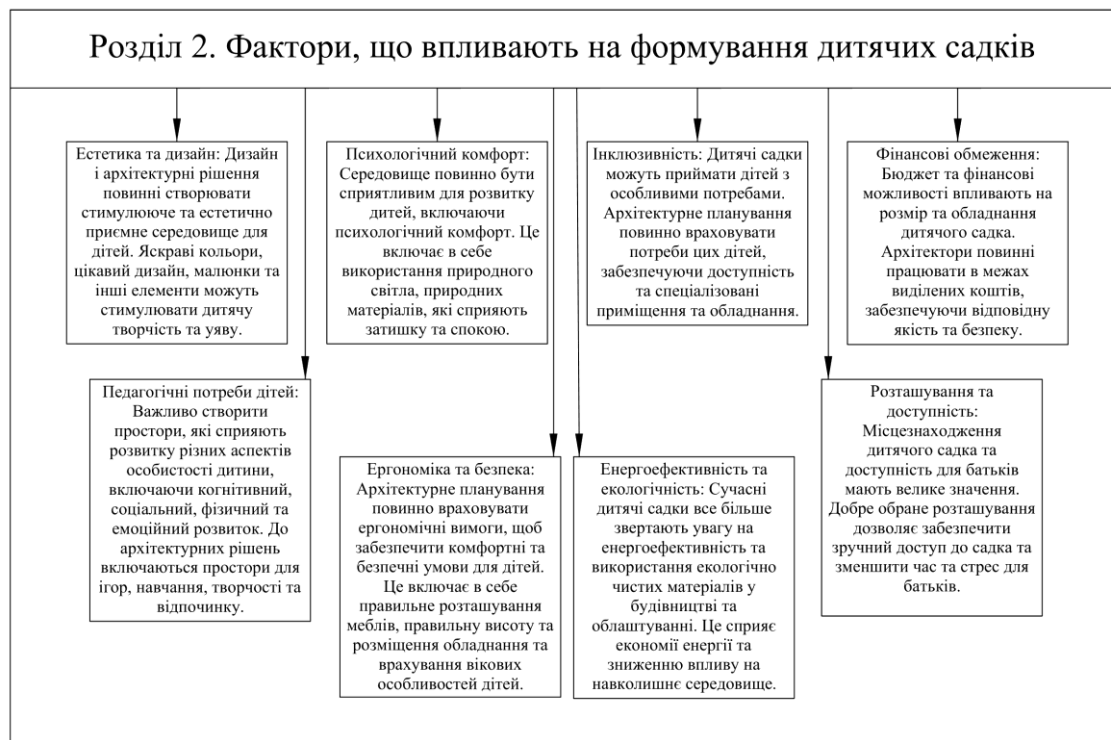 Розділ 2. Фактори, що впливають на формування дитячих садків
Естетика та дизайн: Дизайн
і архітектурні рішення
повинні створювати
стимулююче та естетично
приємне середовище для
дітей. Яскраві кольори,
цікавий дизайн, малюнки та
інші елементи можуть
стимулювати дитячу
творчість та уяву.
Психологічний комфорт:
Середовище повинно бути
сприятливим для розвитку
дитей, включаючи
психологічний комфорт. Це
включає в себе
використання природного
світла, природних
матеріалів, які сприяють
затишку та спокою.
Інклюзивність: Дитячі садки
можуть приймати дітей з
особливими потребами.
Архітектурне планування
повинно враховувати
потреби цих дітей,
забезпечуючи доступність
та спеціалізовані
приміщення та обладнання.
Фінансові обмеження:
Бюджет та фінансові
можливості впливають на
розмір та обладнання
дитячого садка.
Архітектори повинні
працювати в межах
виділених коштів,
забезпечуючи відповідну
якість та безпеку.
Педагогічні потреби дітей:
Важливо створити
простори, які сприяють
розвитку різних аспектів
особистості дитини,
включаючи когнітивний,
соціальний, фізичний та
емоційний розвиток. До
архітектурних рішень
включаються простори для
ігор, навчання, творчості та
відпочинку.
Ергономіка та безпека:
Архітектурне планування
повинно враховувати
ергономічні вимоги, щоб
забезпечити комфортні та
безпечні умови для дітей.
Це включає в себе
правильне розташування
меблів, правильну висоту та
розміщення обладнання та
врахування вікових
особливостей дітей.
Енергоефективність та
екологічність: Сучасні
дитячі садки все більше
звертають увагу на
енергоефективність та
використання екологічно
чистих матеріалів у
будівництві та
облаштуванні. Це сприяє
економії енергії та
зниженню впливу на
навколишнє середовище.
Розташування та
доступність:
Місцезнаходження
дитячого садка та
доступність для батьків
мають велике значення.
Добре обране розташування
дозволяє забезпечити
зручний доступ до садка та
зменшити час та стрес для
батьків.